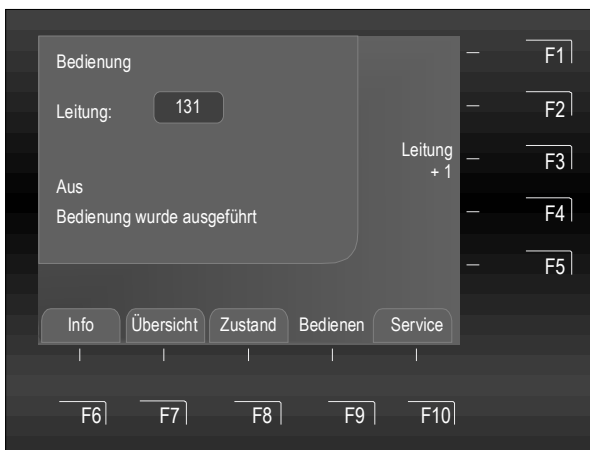 Bedienung
Leitung: 131
Aus
Bedienung wurde ausgeführt
Leitung
+ 1
F1
F2
F3
F4
F5
Info Übersicht Zustand Bedienen Service
F6 F7 F8 F9 F10